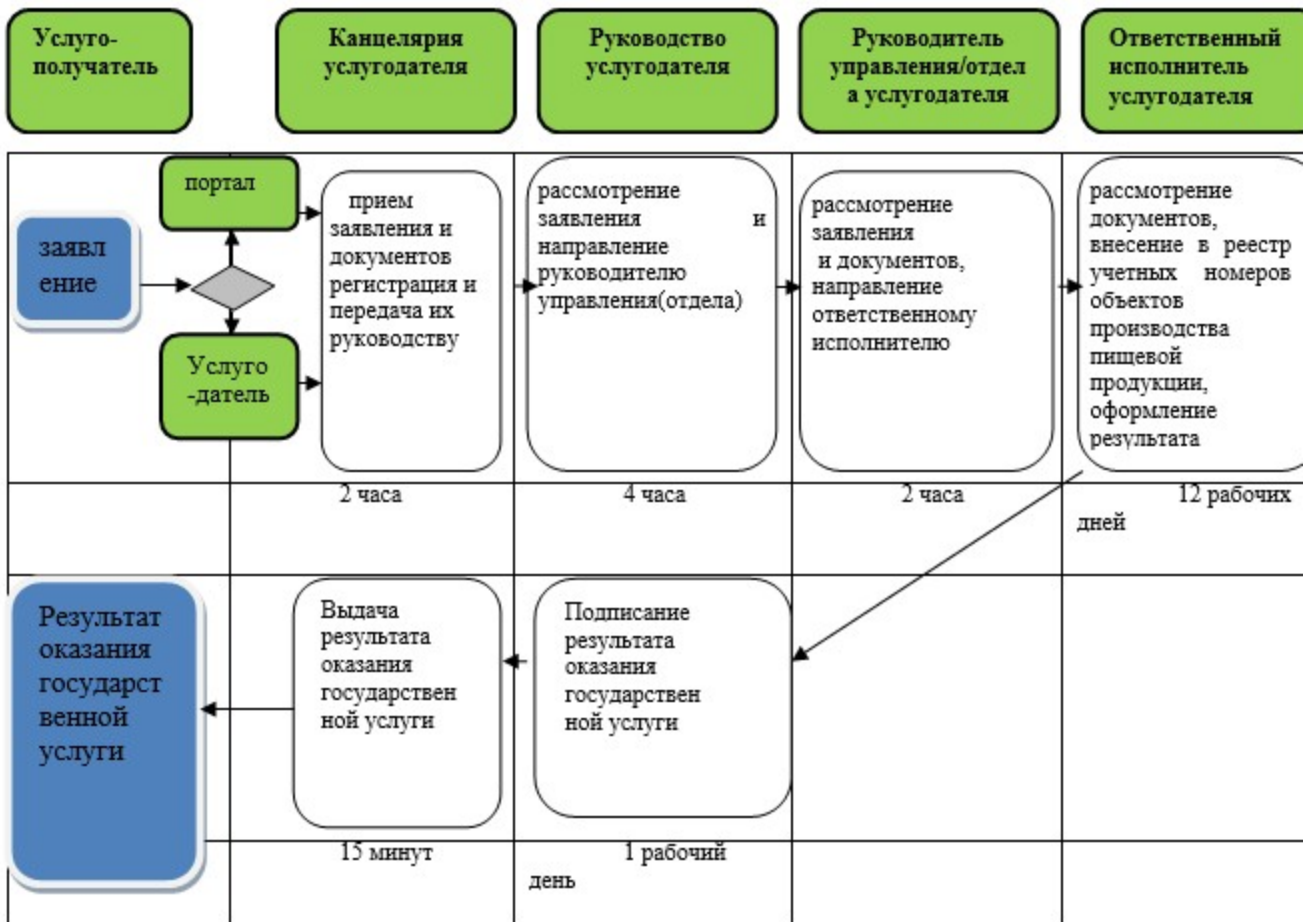 Услуго-
получатель
Канцелярия
услугодателя
Руководство
услугодателя
Руководитель
управления/отдел
а услугодателя
Ответственный
исполнитель
услугодателя
заявл
ение
портал
Услуго
-датель
прием
заявления и
документов
регистрация и
передача их
руководству
рассмотрение
заявления и
направление
руководителю
управления(отдела)
рассмотрение
заявления
и документов,
направление
ответственному
исполнителю
рассмотрение
документов,
внесение в реестр
учетных номеров
объектов
производства
пищевой
продукции,
оформление
результата
2 часа
4 часа
2 часа
12 рабочих
дней
Результат
оказания
государст
венной
услуги
Выдача
результата
оказания
государствен
ной услуги
Подписание
результата
оказания
государствен
ной услуги
15 минут
1 рабочий
день